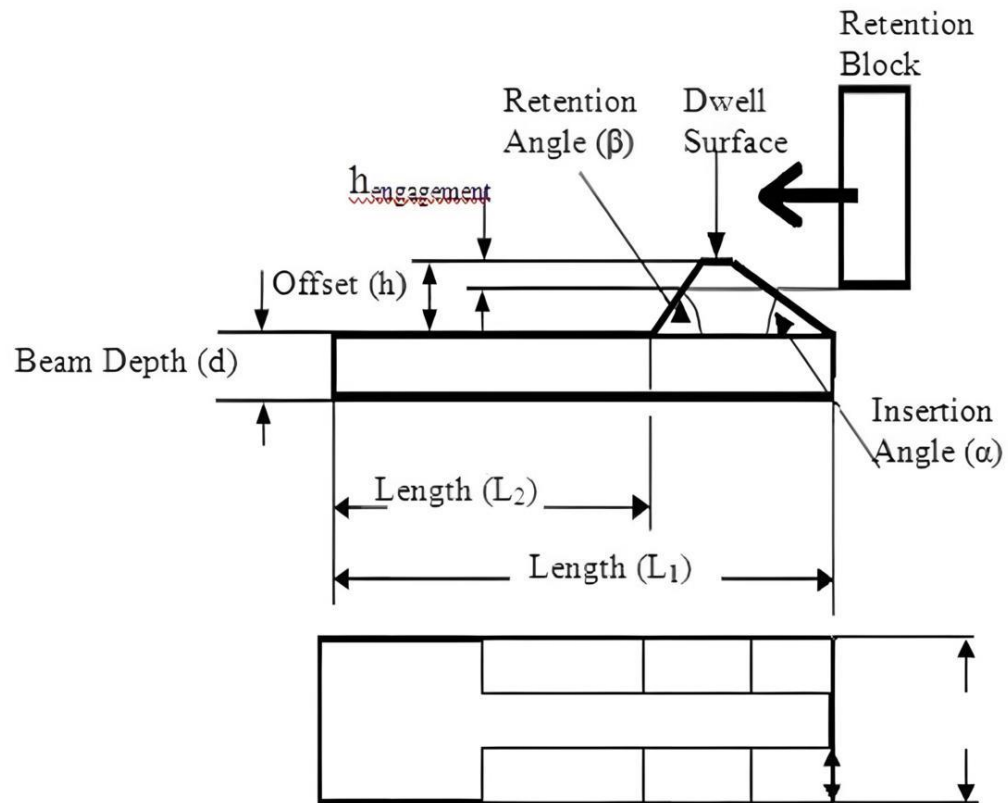 Retention
Block
Retention
Angle (β)
Dwell
Surface
hengagement
Offset (h)
Beam Depth (d)
Insertion
Angle (α)
Length (L₂)
Length (L₁)